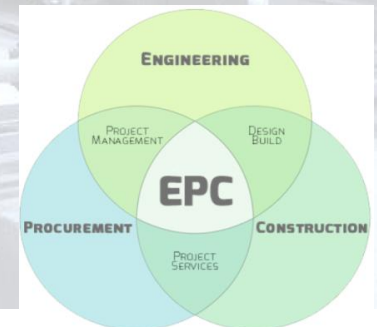 ENGINEERING
PROJECT
MANAGEMENT
DESIGN
BUILD
EPC
PROCUREMENT
CONSTRUCTION
PROJECT
SERVICES